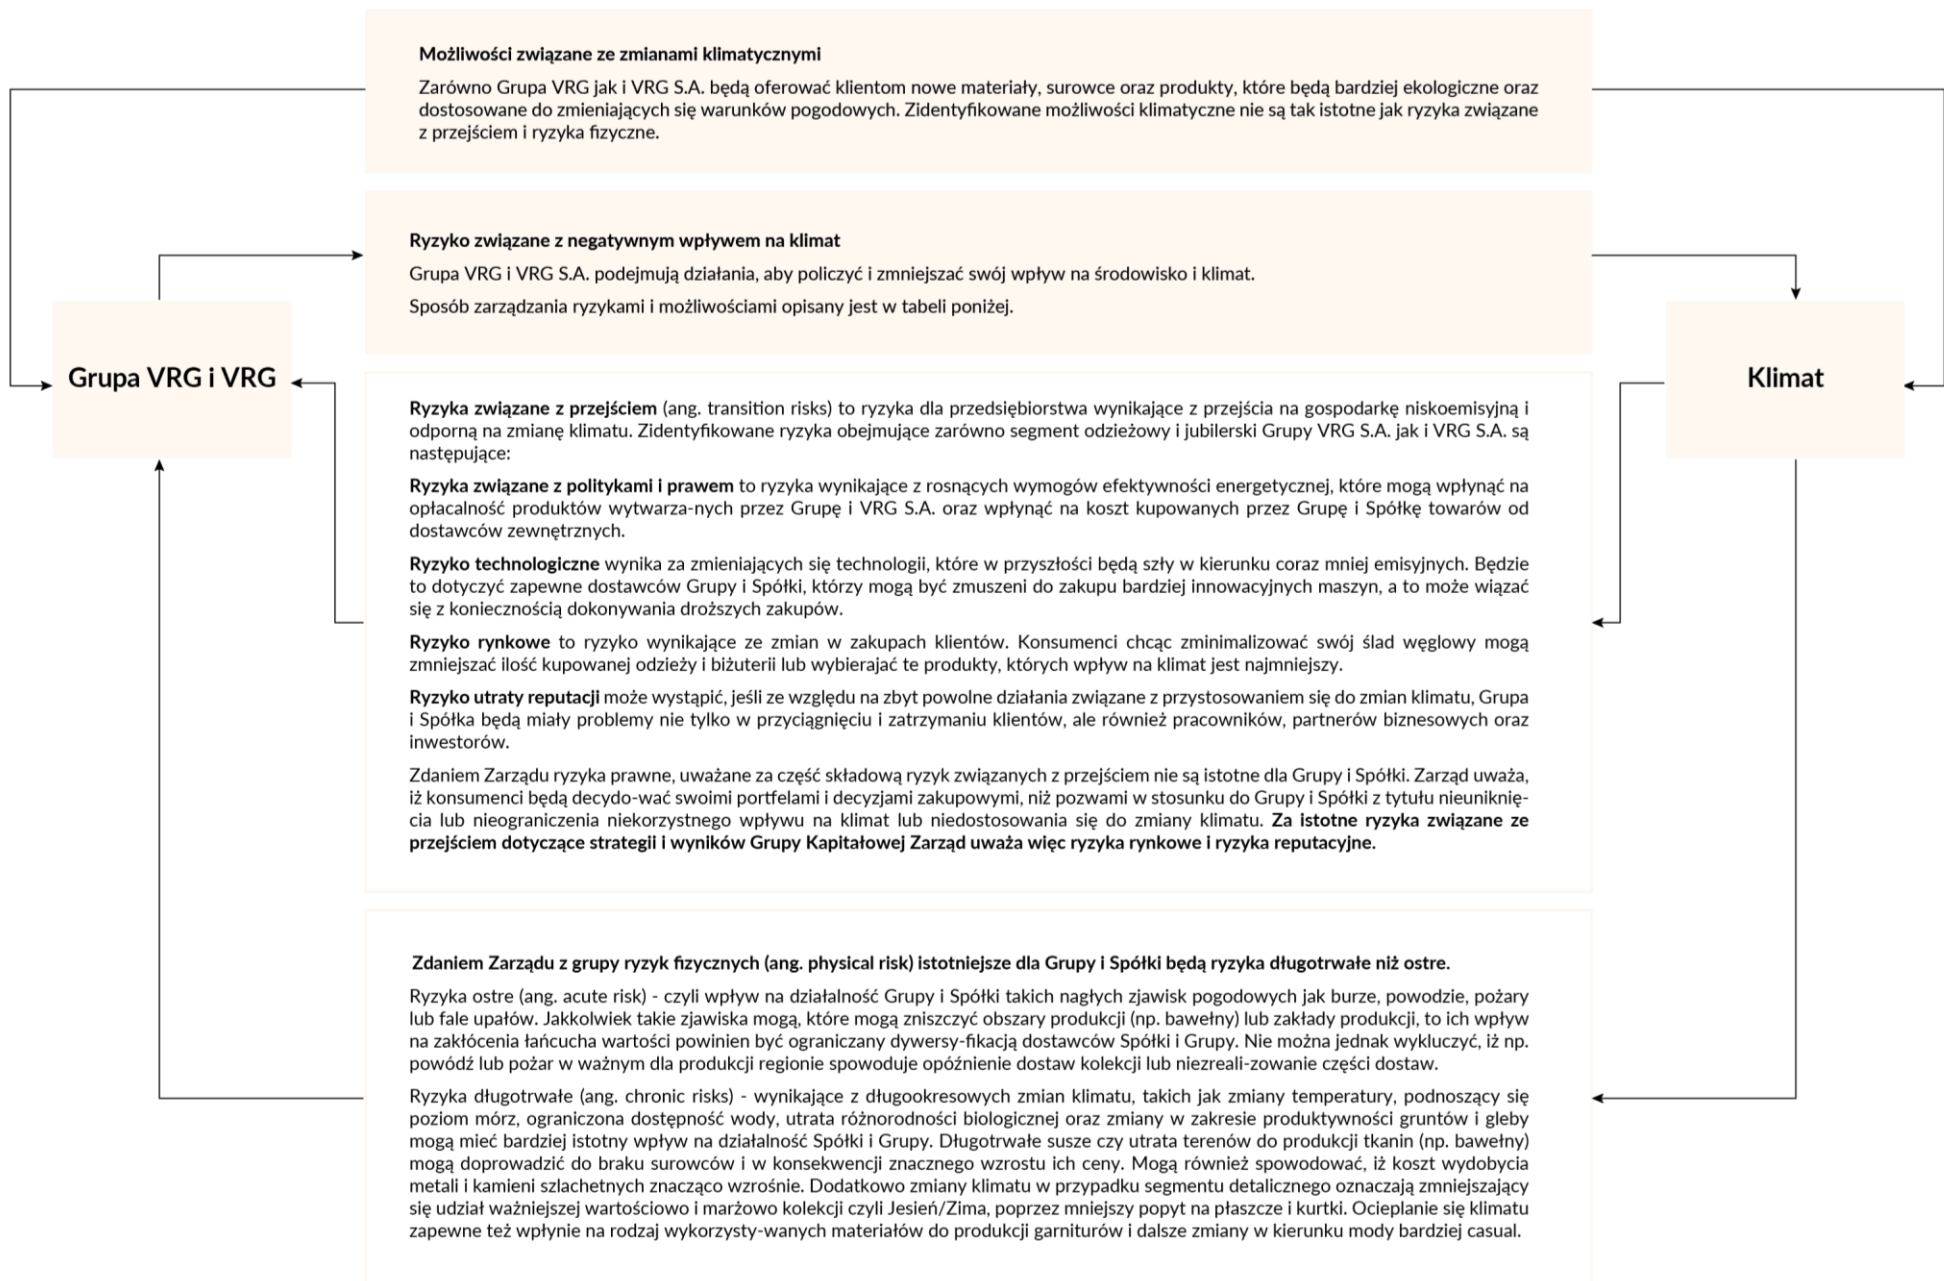 Możliwości związane ze zmianami klimatycznymi
Zarówno Grupa VRG jak i VRG S.A. będą oferować klientom nowe materiały, surowce oraz produkty, które będą bardziej ekologiczne oraz
dostosowane do zmieniających się warunków pogodowych. Zidentyfikowane możliwości klimatyczne nie są tak istotne jak ryzyka związane
z przejściem i ryzyka fizyczne.
Ryzyko związane z negatywnym wpływem na klimat
Grupa VRG i VRG S.A. podejmują działania, aby policzyć i zmniejszać swój wpływ na środowisko i klimat.
Sposób zarządzania ryzykami i możliwościami opisany jest w tabeli poniżej.
Grupa VRG i VRG
Klimat
Ryzyka związane z przejściem (ang. transition risks) to ryzyka dla przedsiębiorstwa wynikające z przejścia na gospodarkę niskoemisyjną i
odporną na zmianę klimatu. Zidentyfikowane ryzyka obejmujące zarówno segment odzieżowy i jubilerski Grupy VRG S.A. jak i VRG S.A. są
następujące:
Ryzyka związane z politykami i prawem to ryzyka wynikające z rosnących wymogów efektywności energetycznej, które mogą wpłynąć na
opłacalność produktów wytwarza-nych przez Grupę i VRG S.A. oraz wpłynąć na koszt kupowanych przez Grupę i Spółkę towarów od
dostawców zewnętrznych.
Ryzyko technologiczne wynika za zmieniających się technologii, które w przyszłości będą szły w kierunku coraz mniej emisyjnych. Będzie
to dotyczyć zapewne dostawców Grupy i Spółki, którzy mogą być zmuszeni do zakupu bardziej innowacyjnych maszyn, a to może wiązać
się z koniecznością dokonywania droższych zakupów.
Ryzyko rynkowe to ryzyko wynikające ze zmian w zakupach klientów. Konsumenci chcąc zminimalizować swój ślad węglowy mogą
zmniejszać ilość kupowanej odzieży i biżuterii lub wybierajać te produkty, których wpływ na klimat jest najmniejszy.
Ryzyko utraty reputacji może wystąpić, jeśli ze względu na zbyt powolne działania związane z przystosowaniem się do zmian klimatu, Grupa
i Spółka będą miały problemy nie tylko w przyciągnięciu i zatrzymaniu klientów, ale również pracowników, partnerów biznesowych oraz
inwestorów.
Zdaniem Zarządu ryzyka prawne, uważane za część składową ryzyk związanych z przejściem nie są istotne dla Grupy i Spółki. Zarząd uważa,
iż konsumenci będą decydo-wać swoimi portfelami i decyzjami zakupowymi, niż pozwami w stosunku do Grupy i Spółki z tytułu nieuniknię-
cia lub nieograniczenia niekorzystnego wpływu na klimat lub niedostosowania się do zmiany klimatu. Za istotne ryzyka związane ze
przejściem dotyczące strategii i wyników Grupy Kapitałowej Zarząd uważa więc ryzyka rynkowe i ryzyka reputacyjne.
Zdaniem Zarządu z grupy ryzyk fizycznych (ang. physical risk) istotniejsze dla Grupy i Spółki będą ryzyka długotrwałe niż ostre.
Ryzyka ostre (ang. acute risk) - czyli wpływ na działalność Grupy i Spółki takich nagłych zjawisk pogodowych jak burze, powodzie, pożary
lub fale upałów. Jakkolwiek takie zjawiska mogą, które mogą zniszczyć obszary produkcji (np. bawełny) lub zakłady produkcji, to ich wpływ
na zakłócenia łańcucha wartości powinien być ograniczany dywersy-fikacją dostawców Spółki i Grupy. Nie można jednak wykluczyć, iż np.
powódź lub pożar w ważnym dla produkcji regionie spowoduje opóźnienie dostaw kolekcji lub niezreali-zowanie części dostaw.
Ryzyka długotrwałe (ang. chronic risks) - wynikające z długookresowych zmian klimatu, takich jak zmiany temperatury, podnoszący się
poziom mórz, ograniczona dostępność wody, utrata różnorodności biologicznej oraz zmiany w zakresie produktywności gruntów i gleby
mogą mieć bardziej istotny wpływ na działalność Spółki i Grupy. Długotrwałe susze czy utrata terenów do produkcji tkanin (np. bawełny)
mogą doprowadzić do braku surowców i w konsekwencji znacznego wzrostu ich ceny. Mogą również spowodować, iż koszt wydobycia
metali i kamieni szlachetnych znacząco wzrośnie. Dodatkowo zmiany klimatu w przypadku segmentu detalicznego oznaczają zmniejszający
się udział ważniejszej wartościowo i marżowo kolekcji czyli Jesień/Zima, poprzez mniejszy popyt na płaszcze i kurtki. Ocieplanie się klimatu
zapewne też wpłynie na rodzaj wykorzysty-wanych materiałów do produkcji garniturów i dalsze zmiany w kierunku mody bardziej casual.